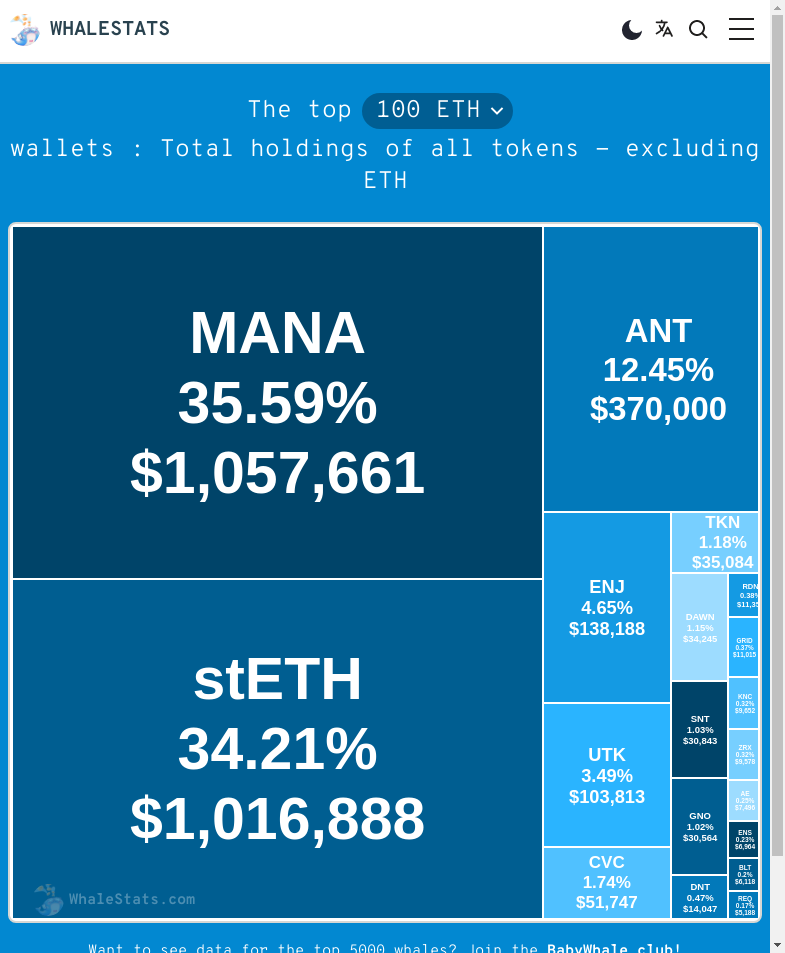 WHALESTATS
The top 100 ETH
wallets : Total holdings of all tokens - excluding
ETH
MANA
35.59%
$1,057,661
stETH
34.21%
$1,016,888
ANT
12.45%
$370,000
ENJ
4.65%
$138,188
UTK
3.49%
$103,813
CVC
1.74%
$51,747
TKN
1.18%
$35,084
DAWN
1.15%
$34,245
SNT
1.03%
$30,843
GNO
1.02%
$30,564
DNT
0.47%
$14,047
RDN
0.38%
$11,35
GRID
0.37%
$11,015
KNC
0.32%
$9,652
ZRX
0.32%
$9,578
AE
0.25%
ENS
0.23%
$6,964
BLT
0.2%
$6,118
REQ
0.17%
$5,188
WhaleStats.com
Want to see data for the top 5000 whales? Join the BabyWhale club!